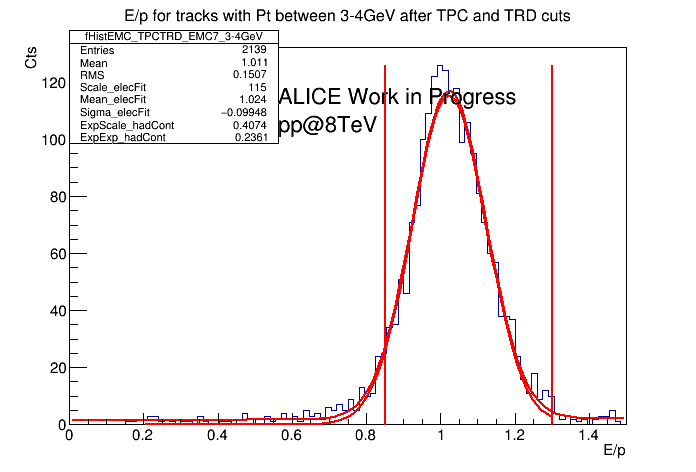 E/p for tracks with Pt between 3-4GeV after TPC and TRD cuts
fHistEMC_TPCTRD_EMC7_3-4GeV
Entries 2139
Mean 1.011
RMS 0.1507
Scale_elecFit 115
Mean_elecFit 1.024
Sigma_elecFit −0.09948
ExpScale_hadCont 0.4074
ExpExp_hadCont 0.2361
ALICE Work in Progress
pp@8TeV
Cts
120
100
80
60
40
20
0
0 0.2 0.4 0.6 0.8 1 1.2 1.4
E/p